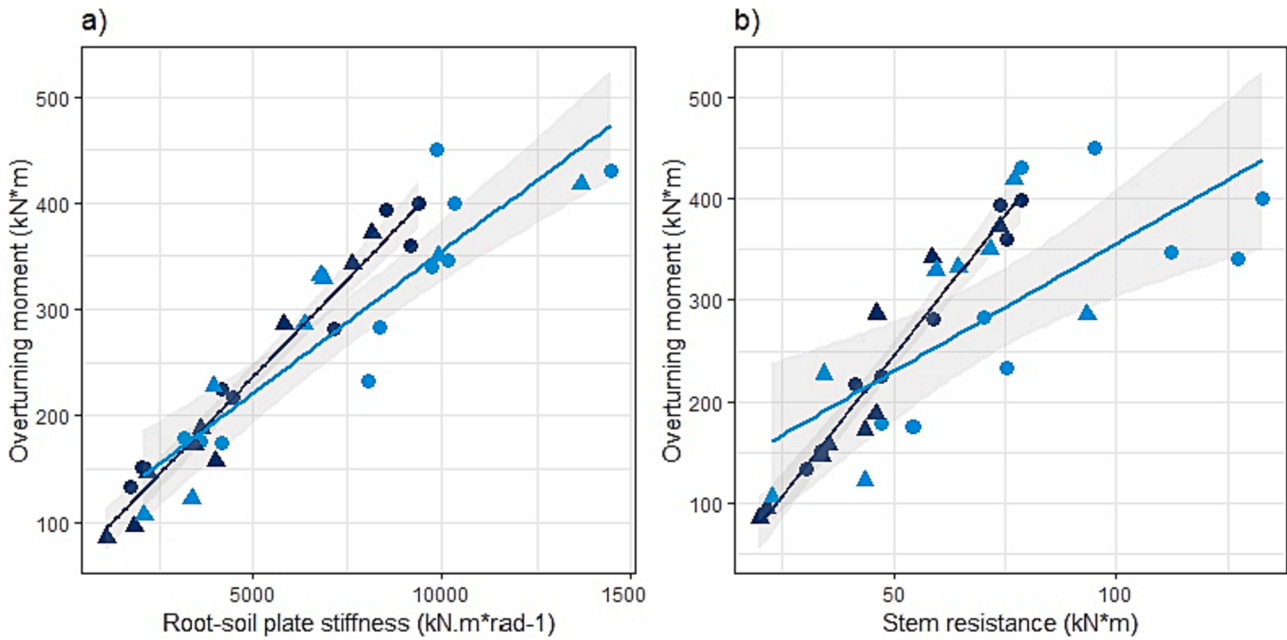 a)
Overturning moment (kN*m)
500
400
300
200
100
5000
10000
1500
Root-soil plate stiffness (kN.m*rad-1)
b)
Overturning moment (kN*m)
500
400
300
200
100
50
100
Stem resistance (kN*m)